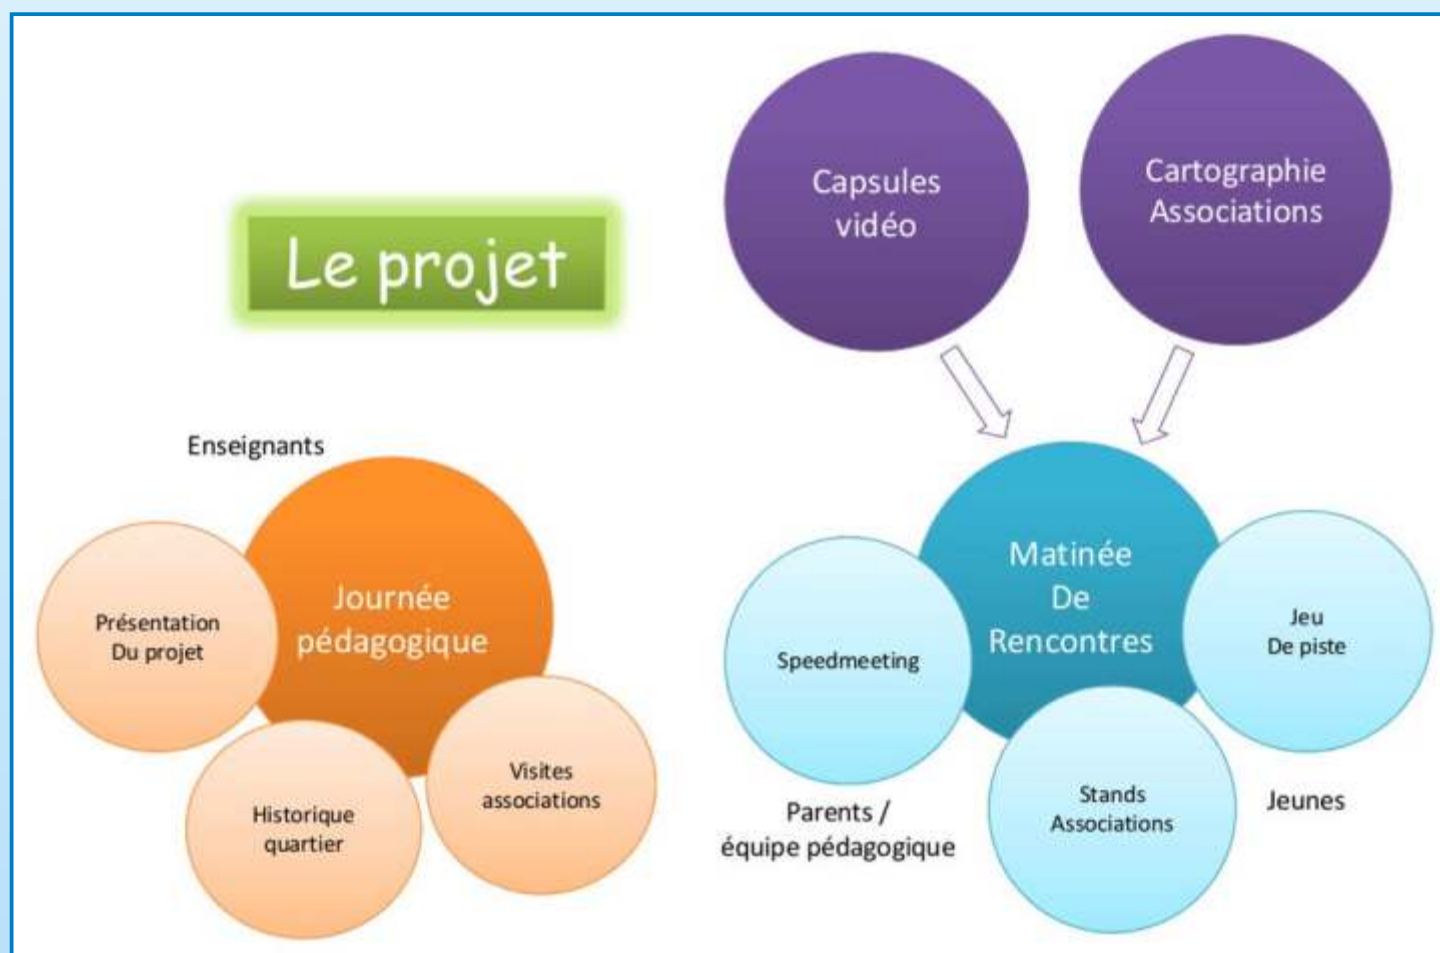 Le projet
Capsules
vidéo
Cartographie
Associations
Enseignants
Journée
pédagogique
Présentation
Du projet
Historique
quartier
Visites
associations
Matinée
De
Rencontres
Speedmeeting
Parents /
équipe pédagogique
Stands
Associations
Jeu
De piste
Jeunes